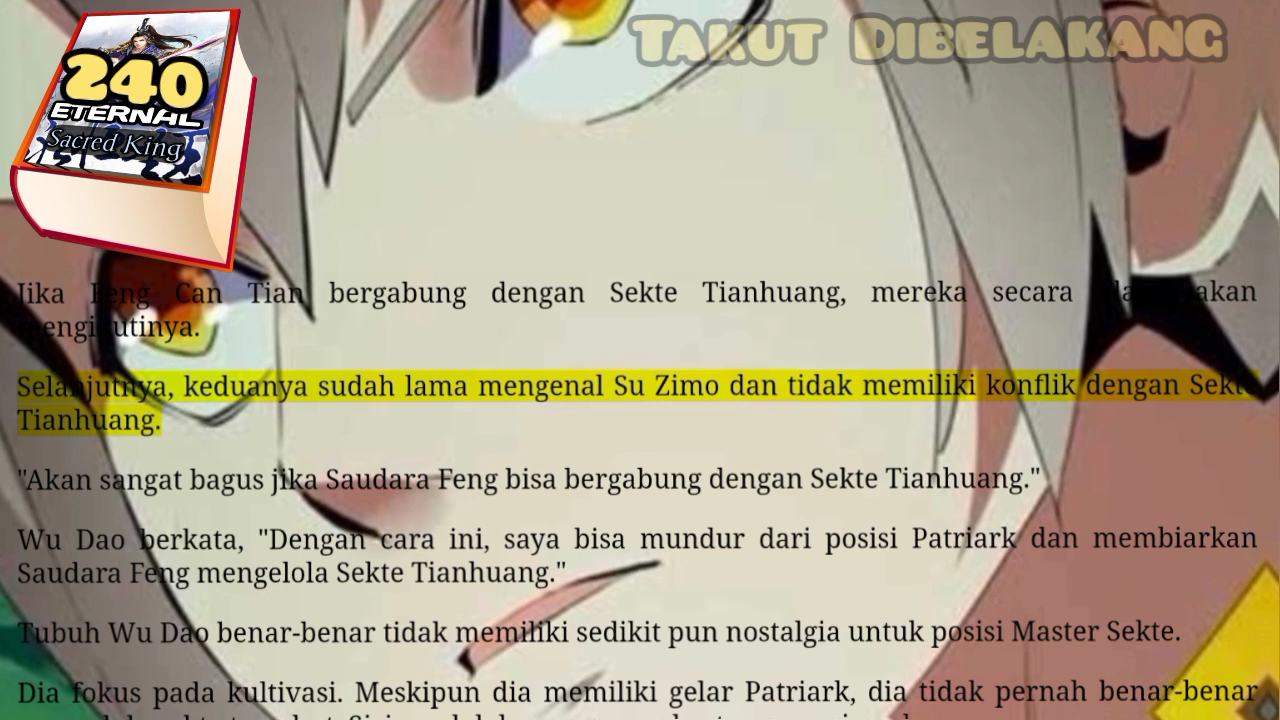 240
ETERNAL
Sacred King
TAKUT DIBELAKANG
Jika Feng Can Tian bergabung dengan Sekte Tianhuang, mereka secara akan
mengikutinya.
Selanjutnya, keduanya sudah lama mengenal Su Zimo dan tidak memiliki konflik dengan Sekte
Tianhuang.
"Akan sangat bagus jika Saudara Feng bisa bergabung dengan Sekte Tianhuang."
Wu Dao berkata, "Dengan cara ini, saya bisa mundur dari posisi Patriark dan membiarkan
Saudara Feng mengelola Sekte Tianhuang."
Tubuh Wu Dao benar-benar tidak memiliki sedikit pun nostalgia untuk posisi Master Sekte.
Dia fokus pada kultivasi. Meskipun dia memiliki gelar Patriark, dia tidak pernah benar-benar